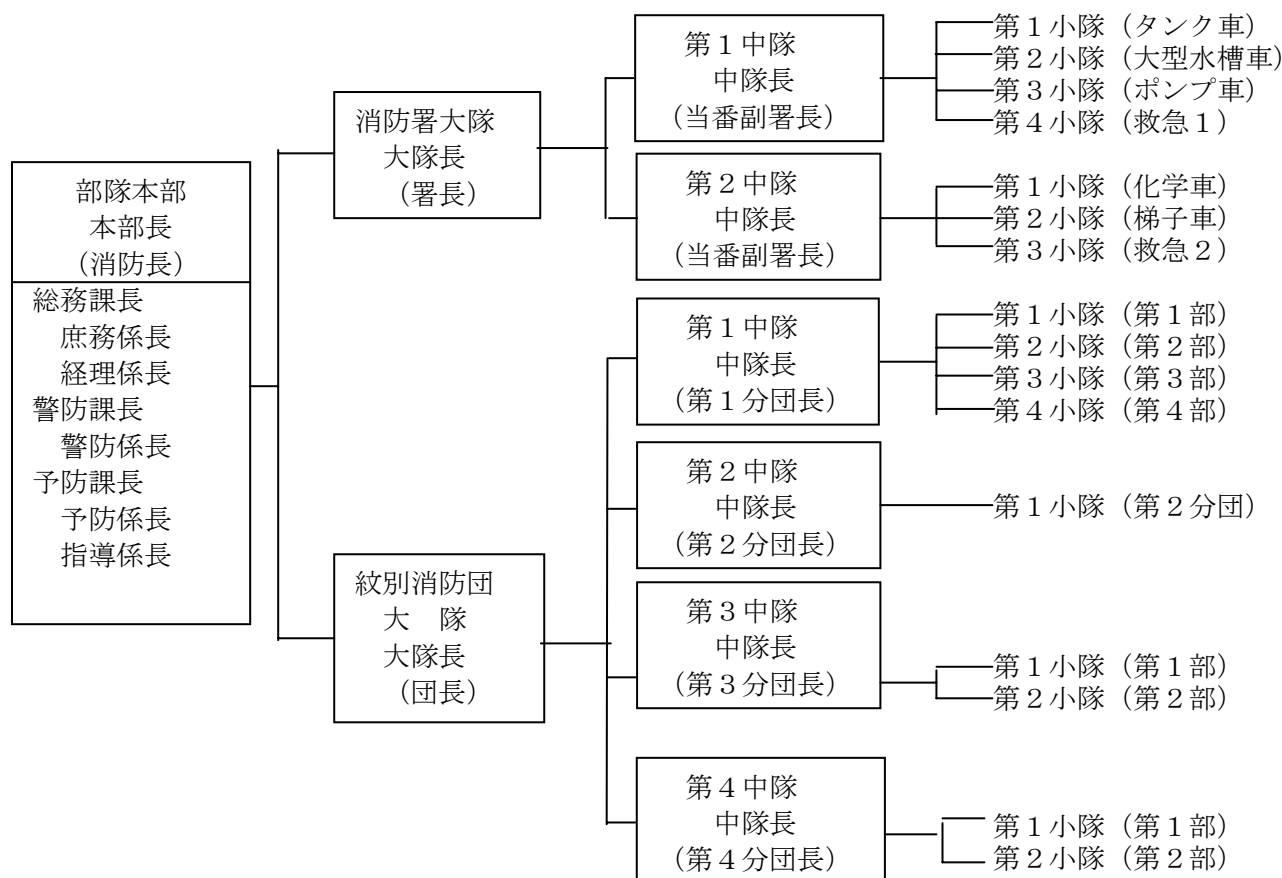 部隊本部
本部長
（消防長）
総務課長
庶務係長
経理係長
警防課長
警防係長
予防課長
予防係長
指導係長
消防署大隊
大隊長
（署長）
第１中隊
中隊長
(当番副署長)
第１小隊（タンク車）
第２小隊（大型水槽車）
第３小隊（ポンプ車）
第４小隊（救急１）
第２中隊
中隊長
(当番副署長)
第１小隊（化学車）
第２小隊（梯子車）
第３小隊（救急２）
紋別消防団
大　隊
大隊長
（団長）
第１中隊
中隊長
(第１分団長)
第１小隊（第１部）
第２小隊（第２部）
第３小隊（第３部）
第４小隊（第４部）
第２中隊
中隊長
(第２分団長)
第１小隊（第２分団）
第３中隊
中隊長
(第３分団長)
第１小隊（第１部）
第２小隊（第２部）
第４中隊
中隊長
(第４分団長)
第１小隊（第１部）
第２小隊（第２部）